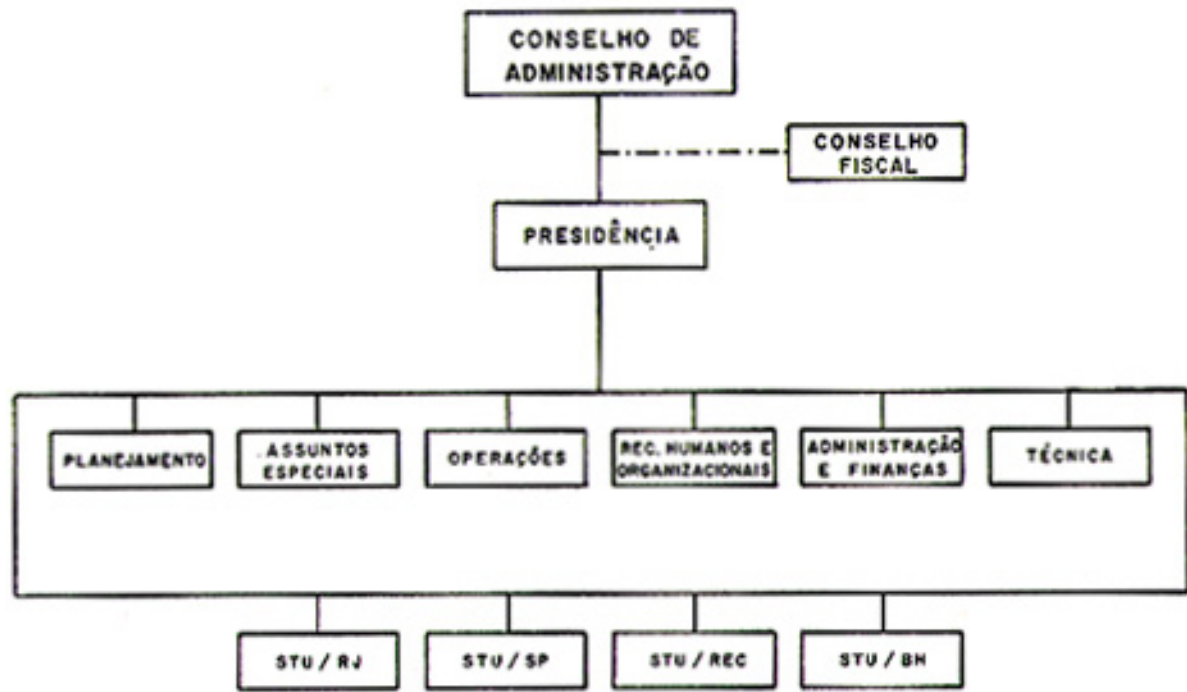 CONSELHO DE
ADMINISTRAÇÃO
CONSELHO
FISCAL
PRESIDÊNCIA
PLANEJAMENTO
ASSUNTOS
ESPECIAIS
OPERAÇÕES
REC. HUMANOS E
ORGANIZACIONAIS
ADMINISTRAÇÃO
E FINANÇAS
TÉCNICA
STU / RJ
STU / SP
STU / REC
STU / BH